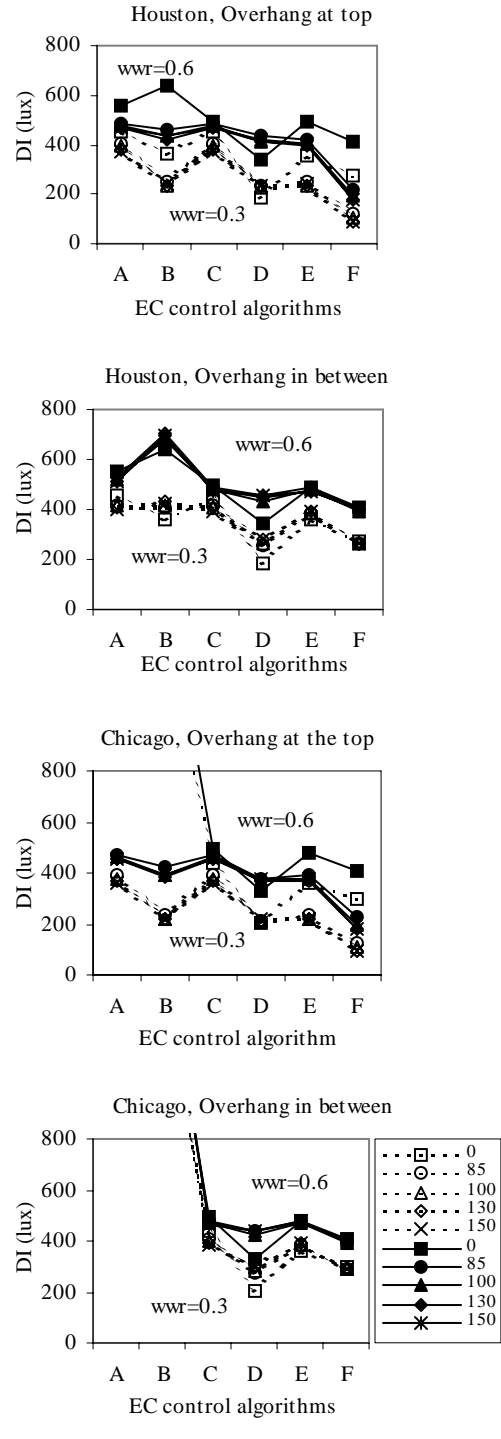 Houston, Overhang at top
800
600
400
200
0
DI (lux)
wwr=0.6
wwr=0.3
A B C D E F
EC control algorithms
Houston, Overhang in between
800
600
400
200
0
DI (lux)
wwr=0.6
wwr=0.3
A B C D E F
EC control algorithms
Chicago, Overhang at the top
800
600
400
200
0
DI (lux)
wwr=0.6
wwr=0.3
A B C D E F
EC control algorithm
Chicago, Overhang in between
800
600
400
200
0
DI (lux)
wwr=0.6
wwr=0.3
A B C D E F
EC control algorithms
0
85
100
130
150
0
85
100
130
150